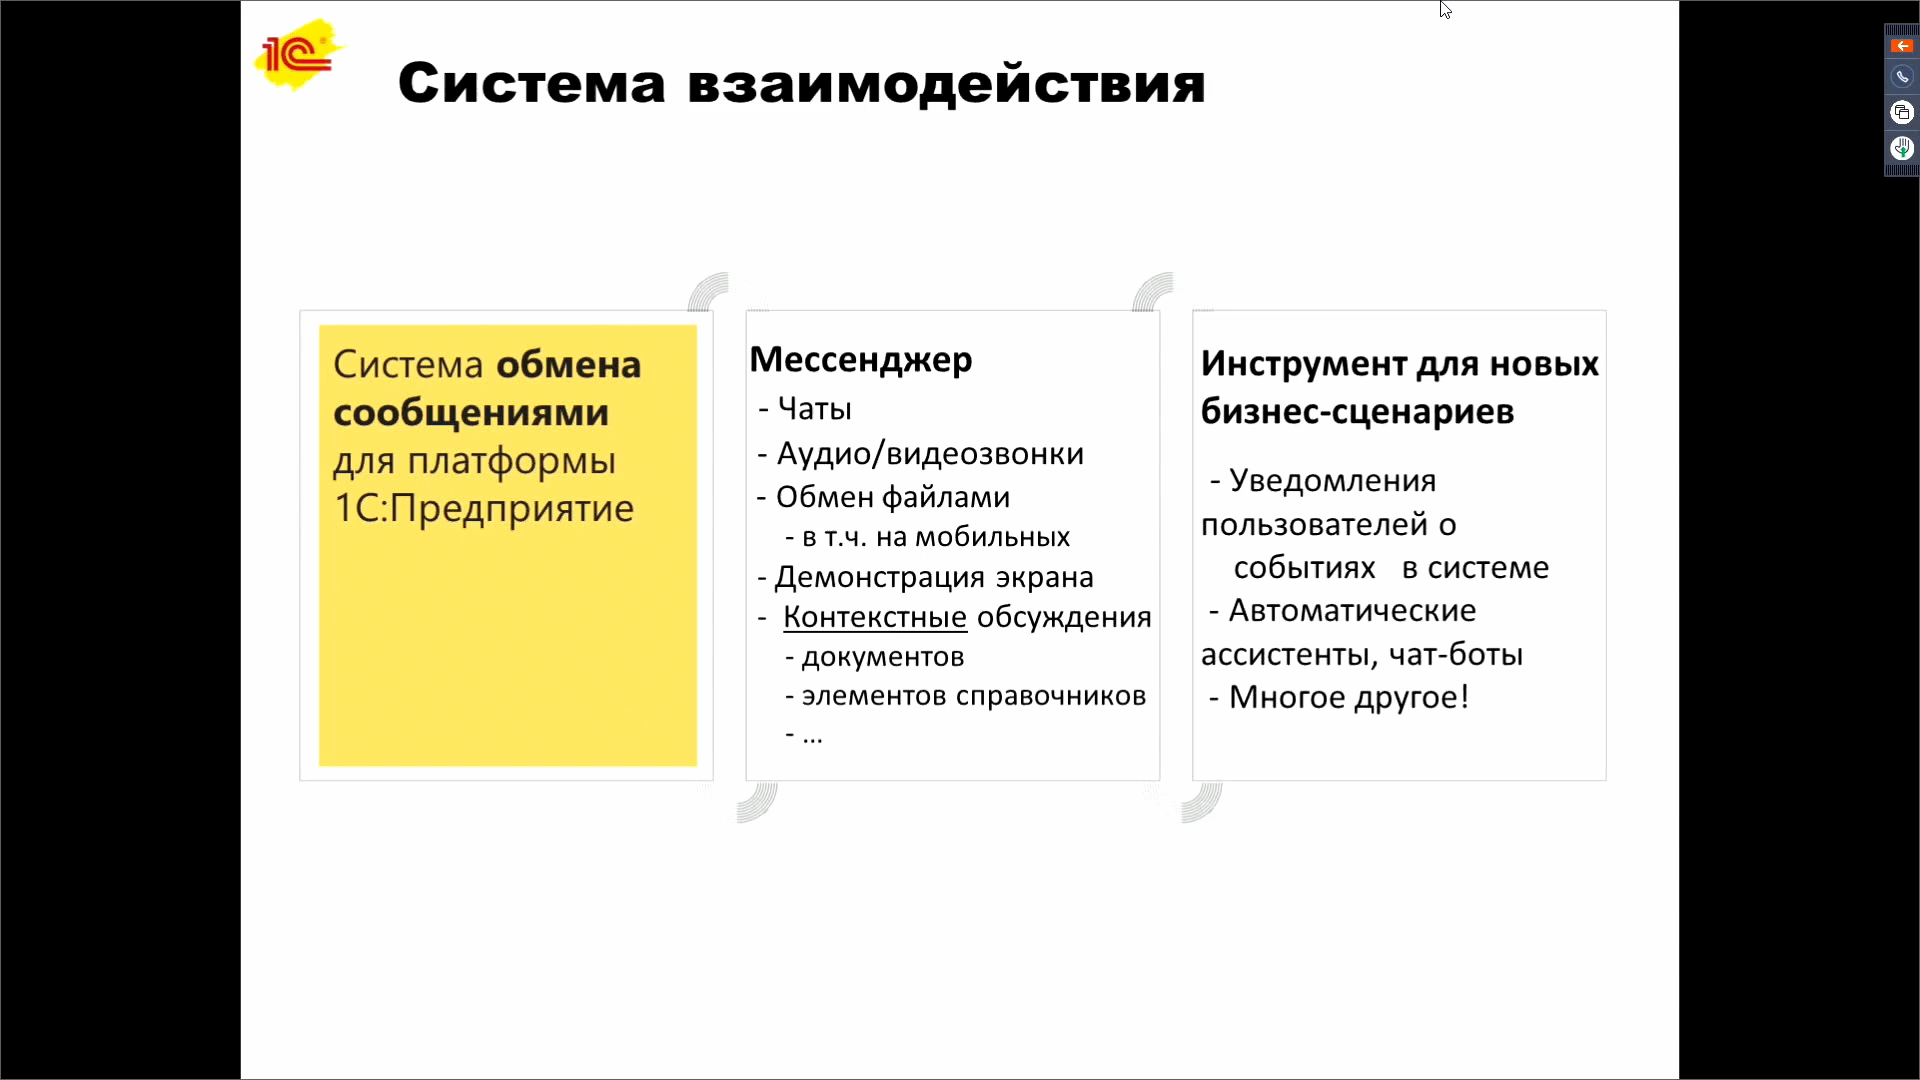 1С
Система взаимодействия
Система обмена
сообщениями
для платформы
1С:Предприятие
Мессенджер
- Чаты
- Аудио/видеозвонки
- Обмен файлами
- в т.ч. на мобильных
- Демонстрация экрана
- Контекстные обсуждения
- документов
- элементов справочников
- ...
Инструмент для новых
бизнес-сценариев
- Уведомления
пользователей о
событиях в системе
- Автоматические
ассистенты, чат-боты
- Многое другое!